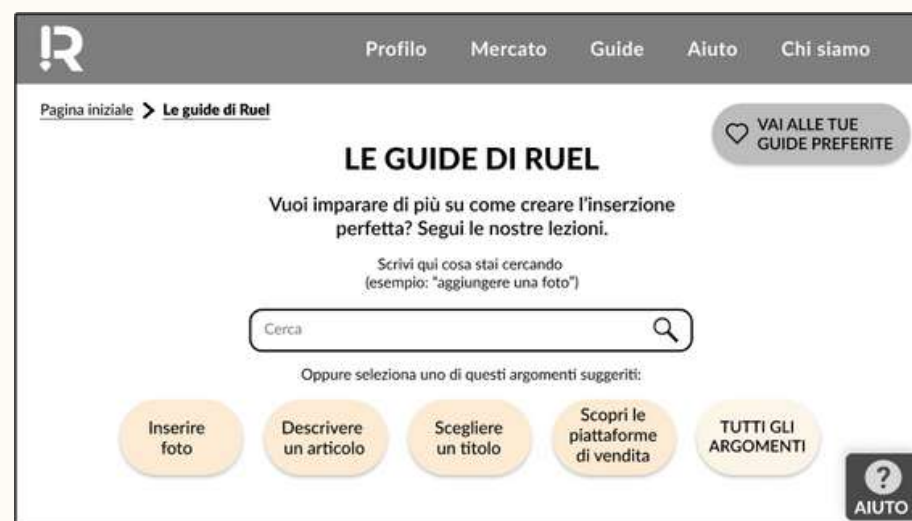 R
Profilo Mercato Guide Aiuto Chi siamo
Pagina iniziale > Le guide di Ruel
VAI ALLE TUE
GUIDE PREFERITE
LE GUIDE DI RUEL
Vuoi imparare di più su come creare l'inserzione
perfetta? Segui le nostre lezioni.
Scrivi qui cosa stai cercando
(esempio: "aggiungere una foto")
Cerca
Oppure seleziona uno di questi argomenti suggeriti:
Inserire
foto
Descrivere
un articolo
Scegliere
un titolo
Scopri le
piattaforme
di vendita
TUTTI GLI
ARGOMENTI
?
AIUTO